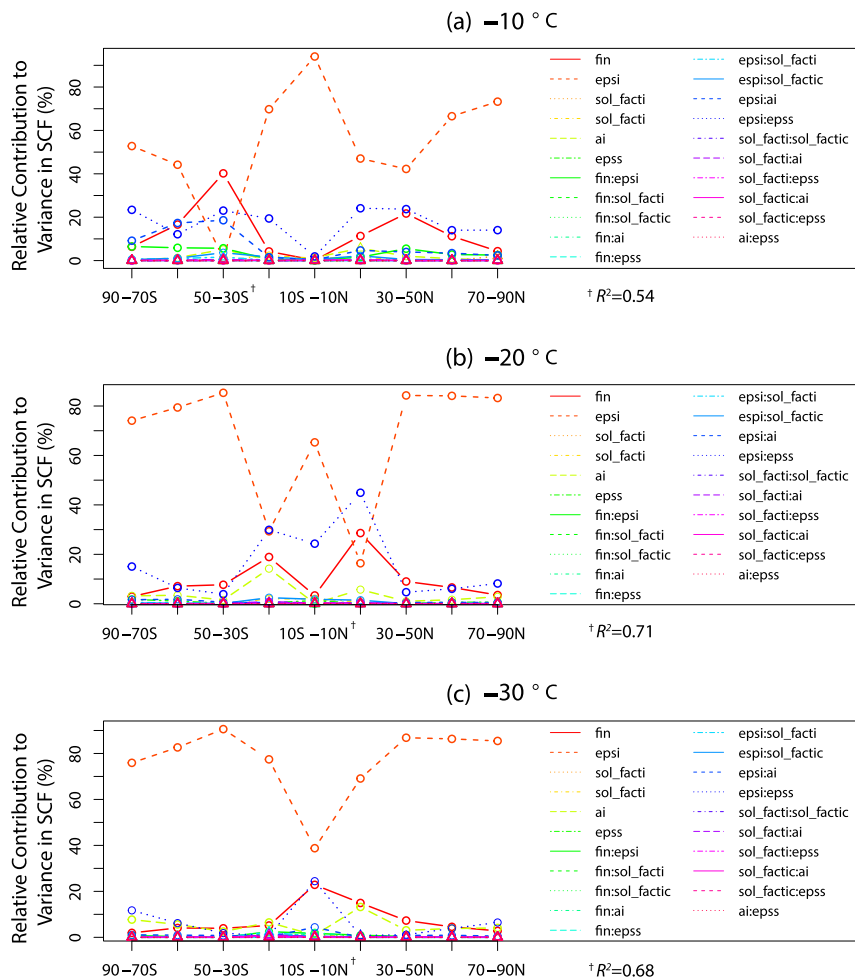 (a) −10 ° C
Relative Contribution to
Variance in SCF (%)
80
60
40
20
0
90−70S
50−30S†
10S −10N
30−50N
70−90N
fin
epsi
sol_facti
sol_facti
ai
epss
fin:epsi
fin:sol_facti
fin:sol_factic
fin:ai
fin:epss
epsi:sol_facti
espi:sol_factic
epsi:ai
epsi:epss
sol_facti:sol_factic
sol_facti:ai
sol_facti:epss
sol_factic:ai
sol_factic:epss
ai:epss
† R²=0.54
(b) −20 ° C
Relative Contribution to
Variance in SCF (%)
80
60
40
20
0
90−70S
50−30S
10S −10N†
30−50N
70−90N
fin
epsi
sol_facti
sol_facti
ai
epss
fin:epsi
fin:sol_facti
fin:sol_factic
fin:ai
fin:epss
epsi:sol_facti
espi:sol_factic
epsi:ai
epsi:epss
sol_facti:sol_factic
sol_facti:ai
sol_facti:epss
sol_factic:ai
sol_factic:epss
ai:epss
† R²=0.71
(c) −30 ° C
Relative Contribution to
Variance in SCF (%)
80
60
40
20
0
90−70S
50−30S
10S −10N†
30−50N
70−90N
fin
epsi
sol_facti
sol_facti
ai
epss
fin:epsi
fin:sol_facti
fin:sol_factic
fin:ai
fin:epss
epsi:sol_facti
espi:sol_factic
epsi:ai
epsi:epss
sol_facti:sol_factic
sol_facti:ai
sol_facti:epss
sol_factic:ai
sol_factic:epss
ai:epss
† R²=0.68